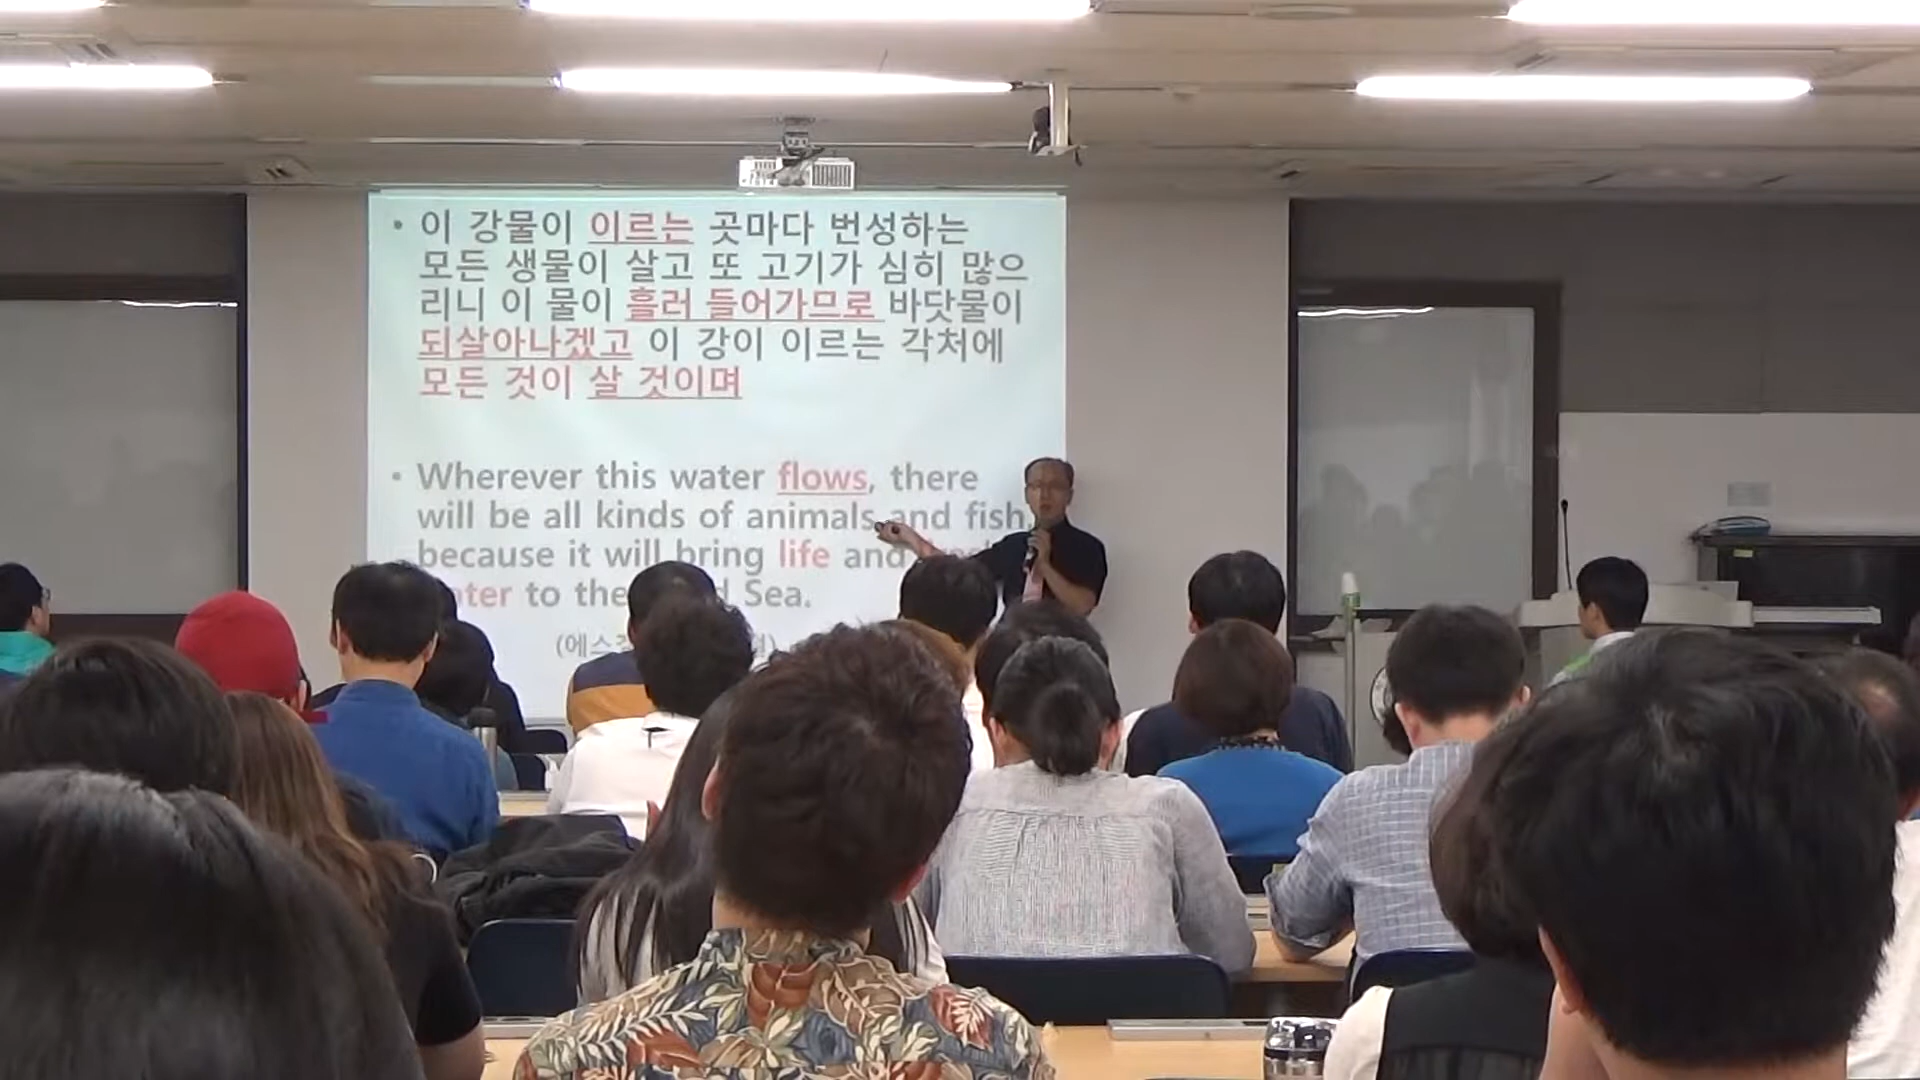 • 이 강물이 이르는 곳마다 번성하는
모든 생물이 살고 또 고기가 심히 많으
리니 이 물이 흘러 들어가므로 바닷물이
되살아나겠고 이 강이 이르는 각처에
모든 것이 살 것이며
• Wherever this water flows, there
will be all kinds of animals and fish,
because it will bring life and
to the Sea.